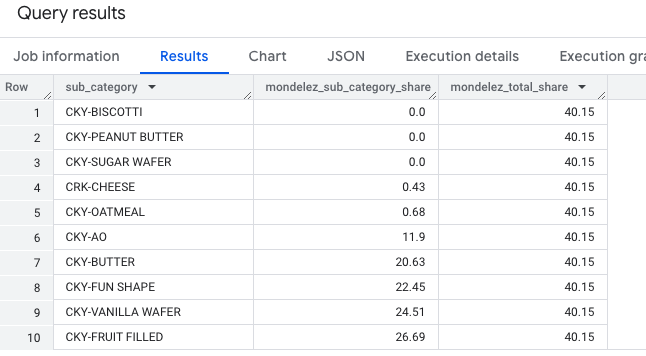 Query results
Job information Results Chart JSON Execution details Execution gra
Row sub_category mondelez_sub_category_share mondelez_total_share
1 CKY-BISCOTTI 0.0 40.15
2 CKY-PEANUT BUTTER 0.0 40.15
3 CKY-SUGAR WAFER 0.0 40.15
4 CRK-CHEESE 0.43 40.15
5 CKY-OATMEAL 0.68 40.15
6 CKY-AO 11.9 40.15
7 CKY-BUTTER 20.63 40.15
8 CKY-FUN SHAPE 22.45 40.15
9 CKY-VANILLA WAFER 24.51 40.15
10 CKY-FRUIT FILLED 26.69 40.15